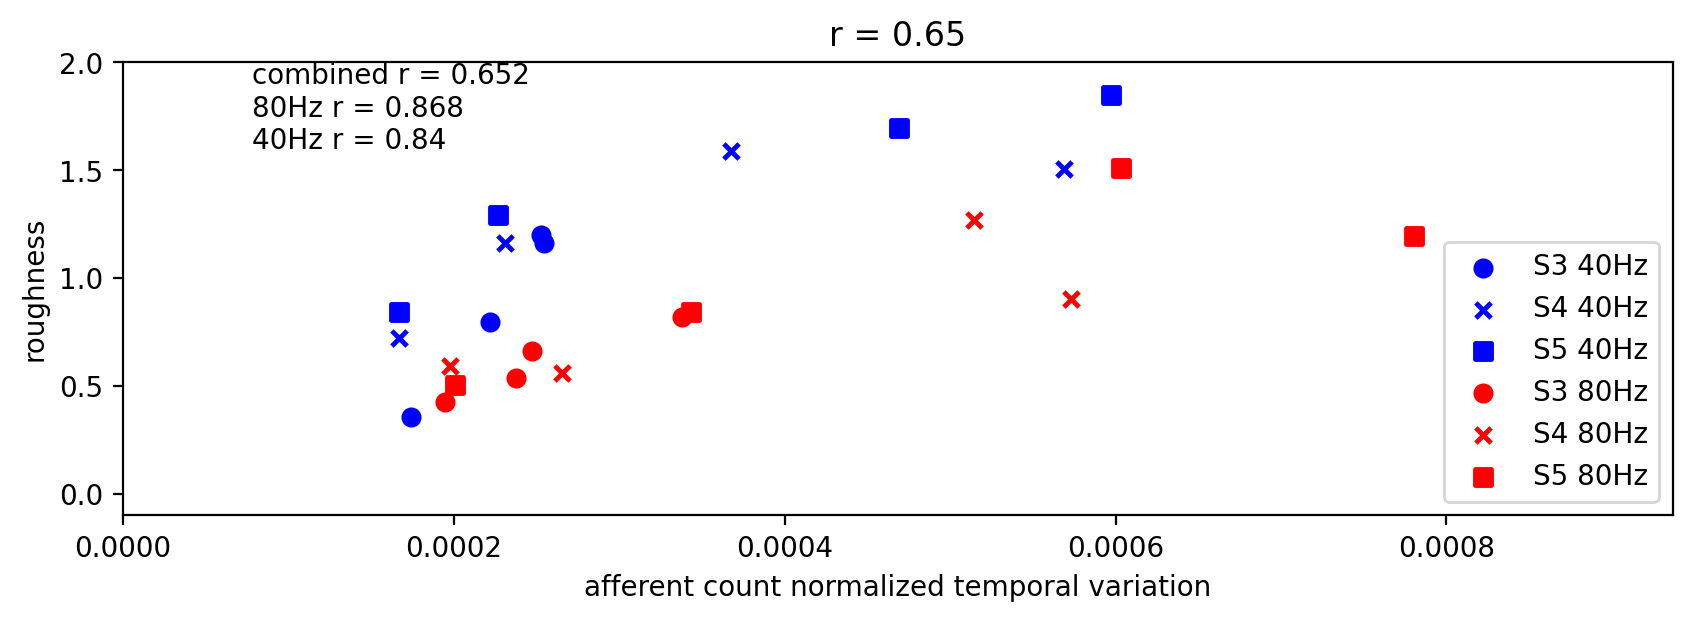 r = 0.65
combined r = 0.652
80Hz r = 0.868
40Hz r = 0.84
2.0
1.5
1.0
0.5
0.0
roughness
S3 40Hz
S4 40Hz
S5 40Hz
S3 80Hz
S4 80Hz
S5 80Hz
0.0000 0.0002 0.0004 0.0006 0.0008
afferent count normalized temporal variation